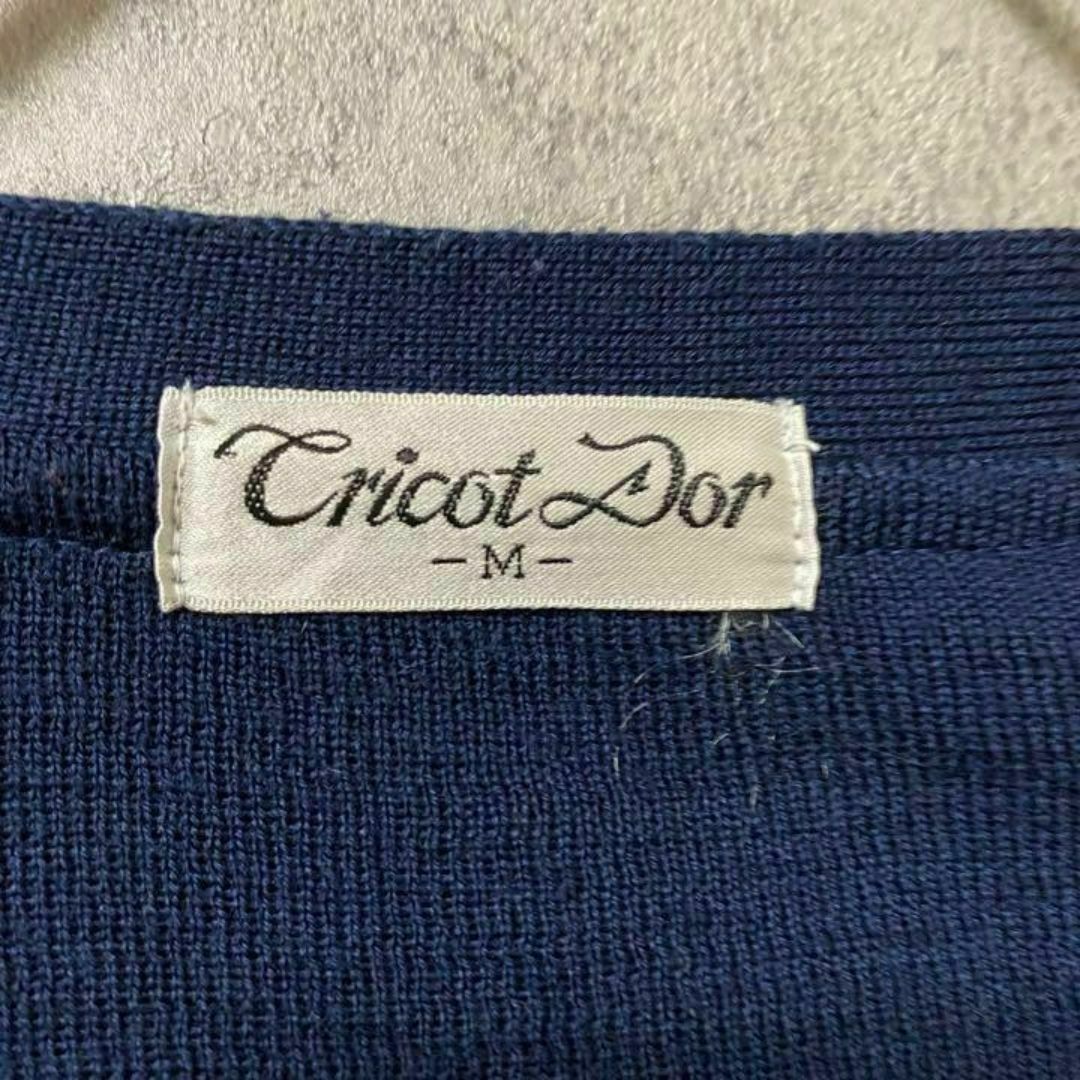 Tricot Dor
- M -